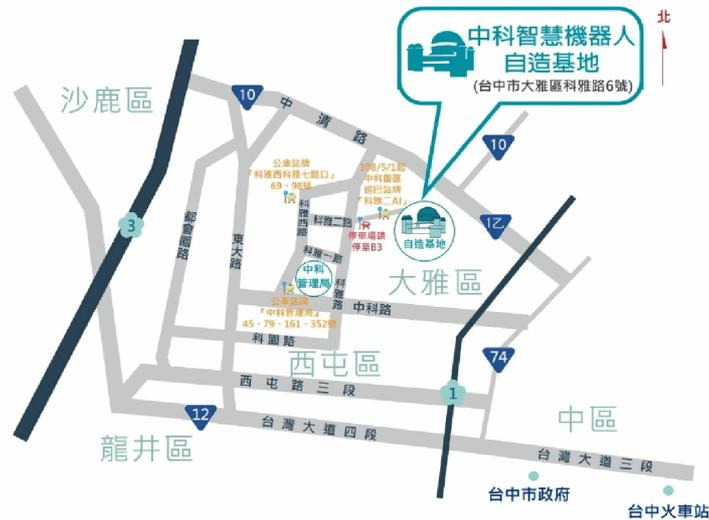 北
中科智慧機器人
自造基地
(台中市大雅區科雅路6號)
沙鹿區
10
中清路
10
公車站牌
『科雅西科雅七路口』
69、98號
108/5/1起
中科園區
巡巴站牌
『科雅二AI』
3
都會園路
東大路
科雅西路
科雅二路
停車場請
停至B3
自造基地
1乙
科雅一路
中科
管理局
科雅路
大雅區
公車站牌
『中科管理局』
45、79、161、352號
中科路
科園路
西屯區
74
西屯路三段
1
12
台灣大道四段
中區
龍井區
台灣大道三段
台中市政府
台中火車站